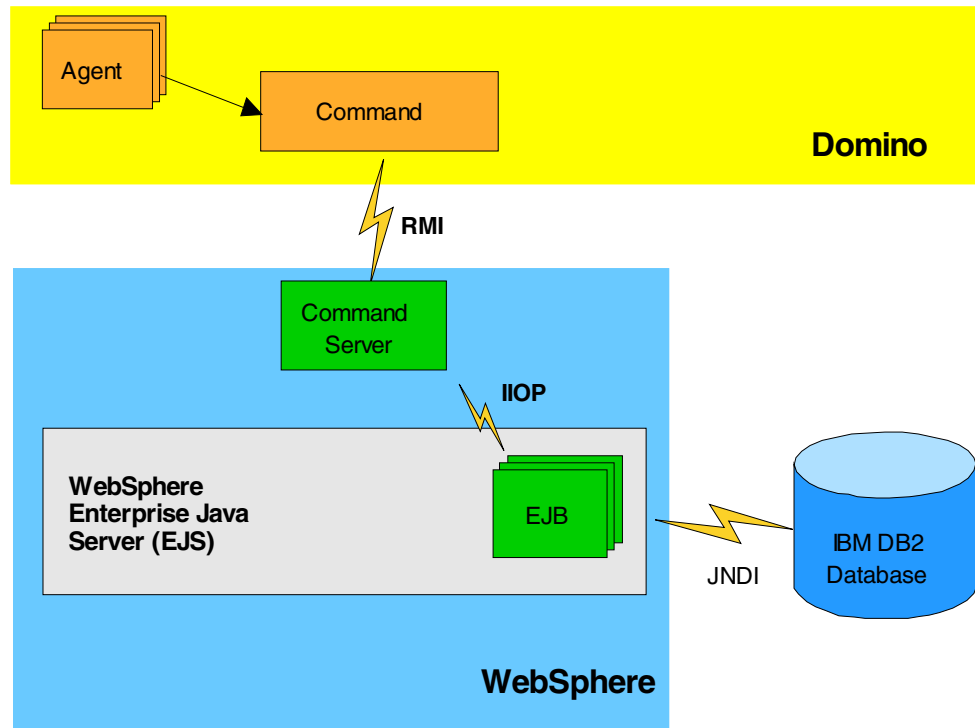 Agent
Command
Domino
RMI
Command
Server
IIOP
WebSphere
Enterprise Java
Server (EJS)
EJB
JNDI
IBM DB2
Database
WebSphere